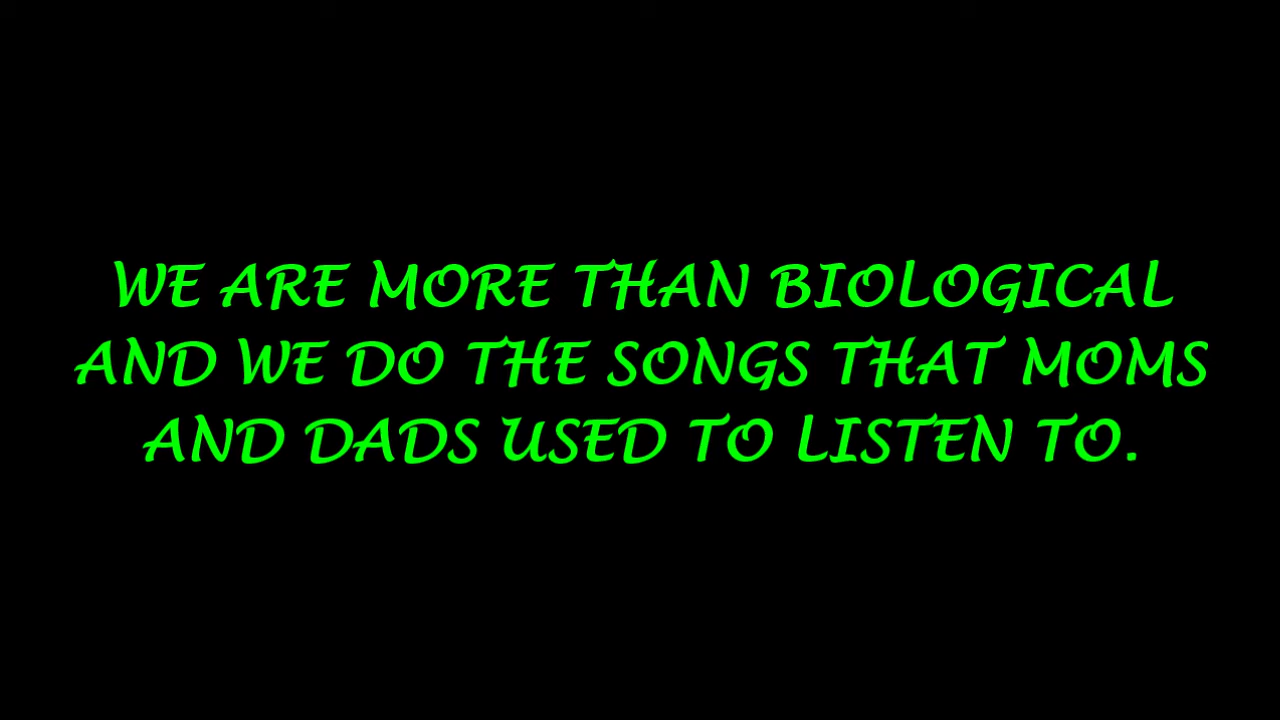 WE ARE MORE THAN BIOLOGICAL
AND WE DO THE SONGS THAT MOMS
AND DADS USED TO LISTEN TO.